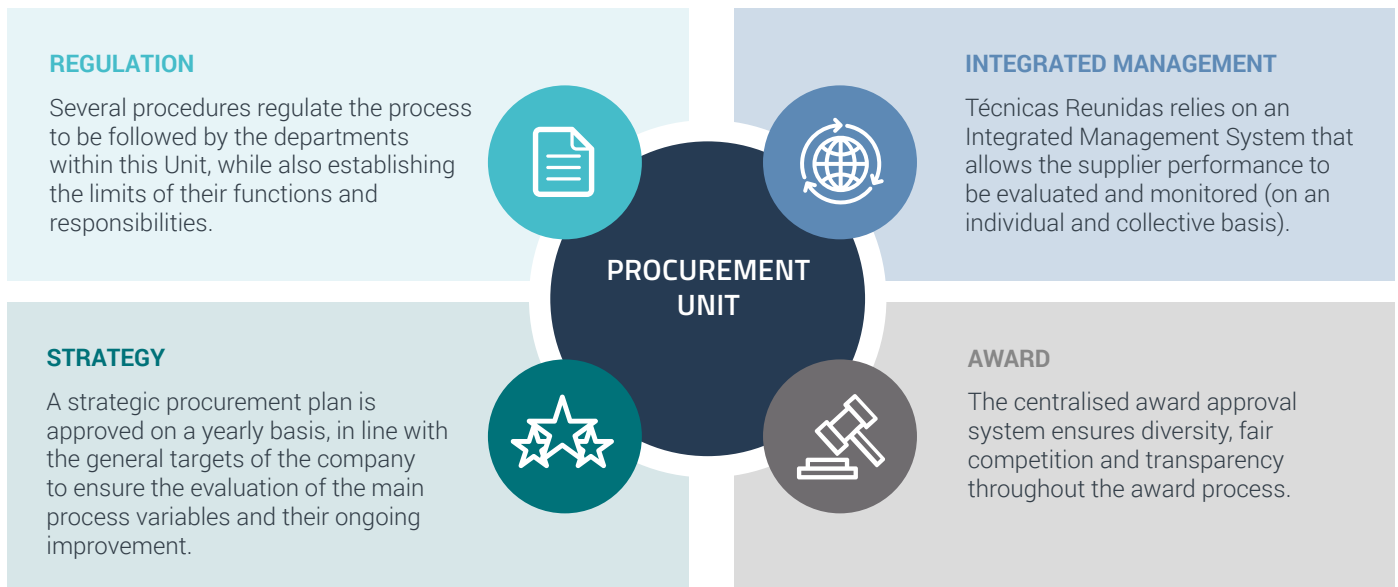 REGULATION
Several procedures regulate the process
to be followed by the departments
within this Unit, while also establishing
the limits of their functions and
responsibilities.
INTEGRATED MANAGEMENT
Técnicas Reunidas relies on an
Integrated Management System that
allows the supplier performance to
be evaluated and monitored (on an
individual and collective basis).
PROCUREMENT
UNIT
STRATEGY
A strategic procurement plan is
approved on a yearly basis, in line with
the general targets of the company
to ensure the evaluation of the main
process variables and their ongoing
improvement.
AWARD
The centralised award approval
system ensures diversity, fair
competition and transparency
throughout the award process.